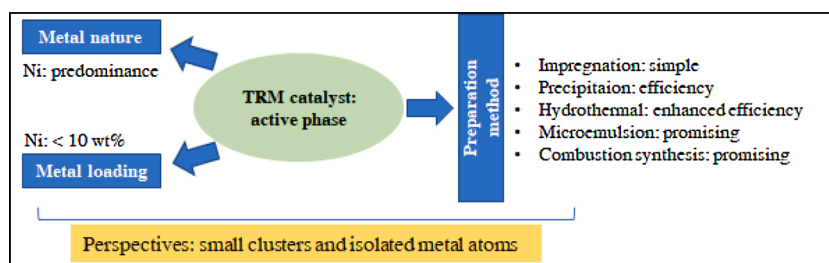 Metal nature
Ni: predominance
TRM catalyst:
active phase
Ni: < 10 wt%
Metal loading
Preparation
method
• Impregnation: simple
• Precipitaion: efficiency
• Hydrothermal: enhanced efficiency
• Microemulsion: promising
• Combustion synthesis: promising
Perspectives: small clusters and isolated metal atoms